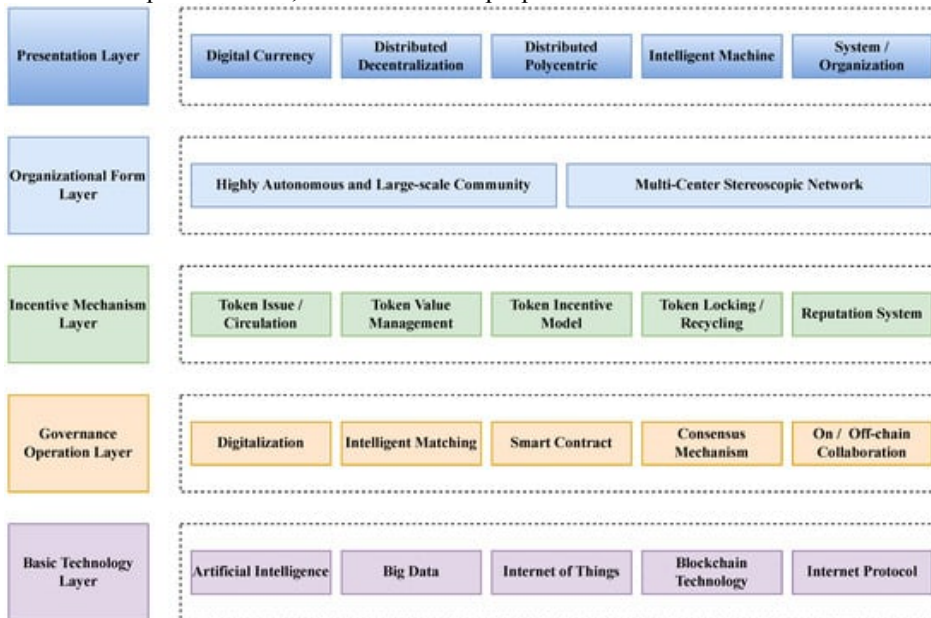 Presentation Layer
Digital Currency
Distributed
Decentralization
Distributed
Polycentric
Intelligent Machine
System /
Organization
Organizational Form
Layer
Highly Autonomous and Large-scale Community
Multi-Center Stereoscopic Network
Incentive Mechanism
Layer
Token Issue /
Circulation
Token Value
Management
Token Incentive
Model
Token Locking /
Recycling
Reputation System
Governance
Operation Layer
Digitalization
Intelligent Matching
Smart Contract
Consensus
Mechanism
On / Off-chain
Collaboration
Basic Technology
Layer
Artificial Intelligence
Big Data
Internet of Things
Blockchain
Technology
Internet Protocol